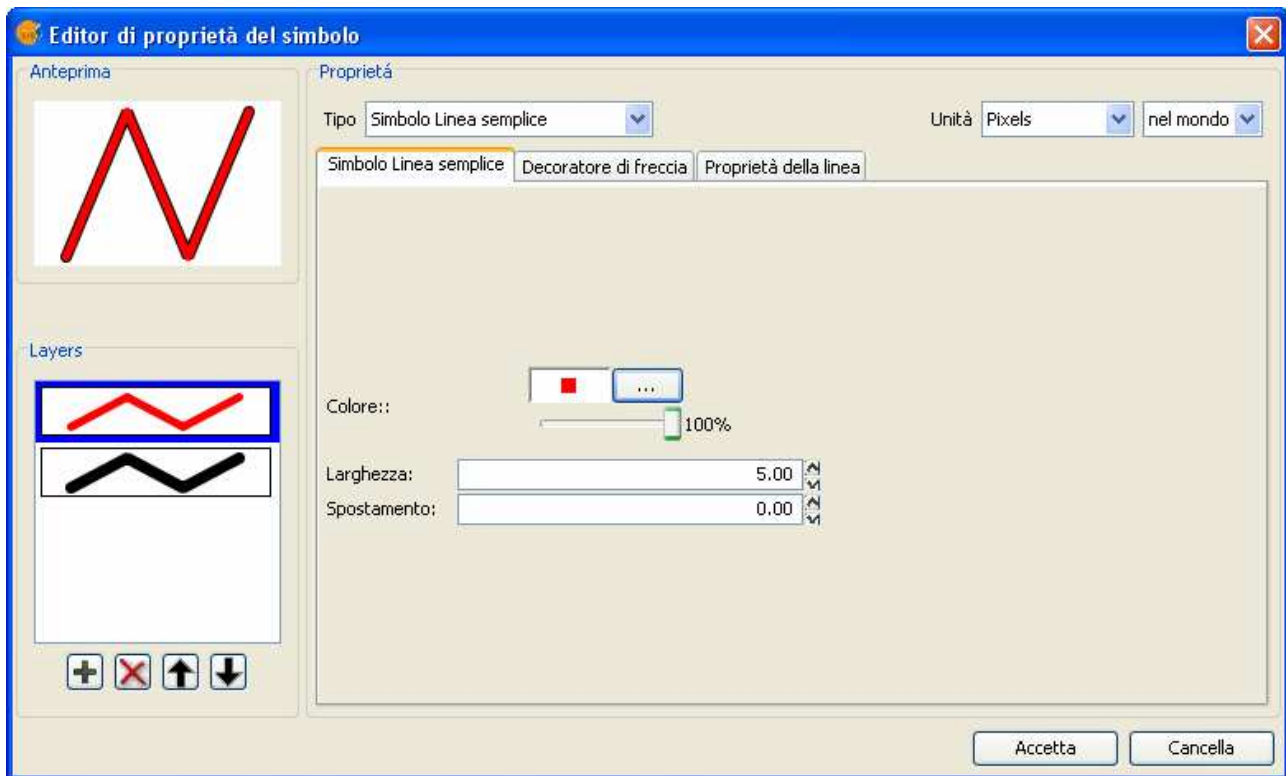 Editor di proprietà del simbolo
Anteprima
Proprietá
Tipo Simbolo Linea semplice
Unità Pixels nel mondo
Simbolo Linea semplice Decoratore di freccia Proprietà della linea
Layers
Colore::
...
100%
Larghezza: 5.00
Spostamento: 0.00
Accetta Cancella